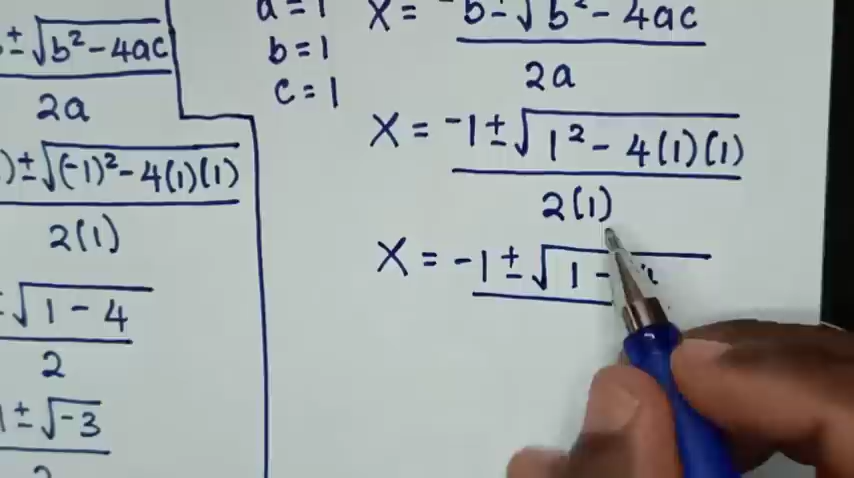 ± √(b² - 4ac)
2a
) ± √((-1)² - 4(1)(1))
2(1)
√(1 - 4)
2
1 ± √(-3)
2
a = 1
b = 1
c = 1
X = -b ± √(b² - 4ac)
2a
X = -1 ± √(1² - 4(1)(1))
2(1)
X = -1 ± √(1 -